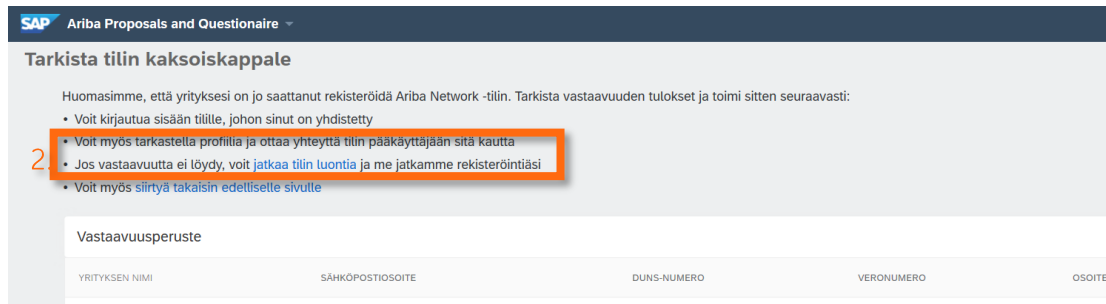 SAP Ariba Proposals and Questionaire
Tarkista tilin kaksoiskappale
Huomasimme, että yrityksesi on jo saattanut rekisteröidä Ariba Network -tilin. Tarkista vastaavuuden tulokset ja toimi sitten seuraavasti:
• Voit kirjautua sisään tilille, johon sinut on yhdistetty
• Voit myös tarkastella profiilia ja ottaa yhteyttä tilin pääkäyttäjään sitä kautta
2. • Jos vastaavuutta ei löydy, voit jatkaa tilin luontia ja me jatkamme rekisteröintiäsi
• Voit myös siirtyä takaisin edelliselle sivulle
Vastaavuusperuste
YRITYKSEN NIMI SÄHKÖPOSTIOSOITE DUNS-NUMERO VERONUMERO OSOITE